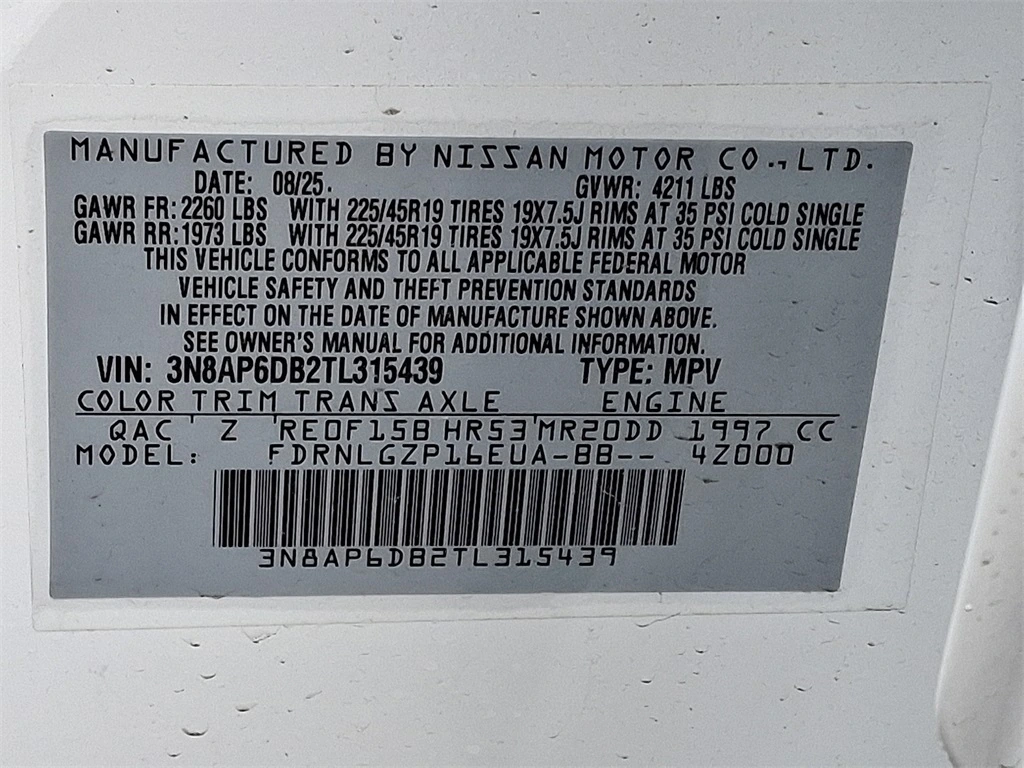 MANUFACTURED BY NISSAN MOTOR CO., LTD.
DATE: 08/25. GVWR: 4211 LBS
GAWR FR: 2260 LBS WITH 225/45R19 TIRES 19X7.5J RIMS AT 35 PSI COLD SINGLE
GAWR RR: 1973 LBS WITH 225/45R19 TIRES 19X7.5J RIMS AT 35 PSI COLD SINGLE
THIS VEHICLE CONFORMS TO ALL APPLICABLE FEDERAL MOTOR
VEHICLE SAFETY AND THEFT PREVENTION STANDARDS
IN EFFECT ON THE DATE OF MANUFACTURE SHOWN ABOVE.
SEE OWNER'S MANUAL FOR ADDITIONAL INFORMATION.
VIN: 3N8AP6DB2TL315439 TYPE: MPV
COLOR TRIM TRANS AXLE ENGINE
QAC Z RE0F15B HR53 MR20DD 1997 CC
MODEL: FDRNLGZP16EUA-BB-- 4Z000
3N8AP6DB2TL315439